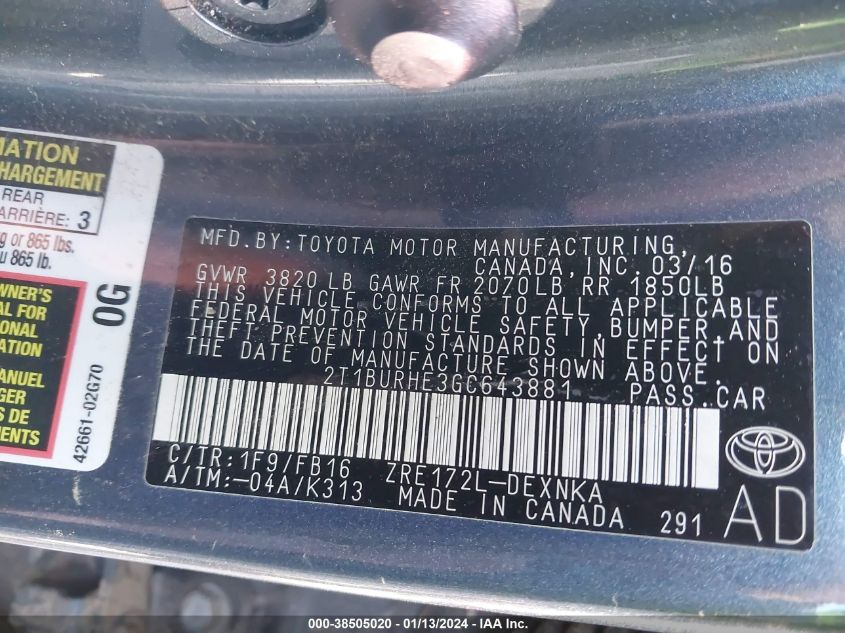 MATION
CHARGEMENT
REAR
ARRIÈRE: 3
g or 865 lbs.
u 865 lb.
WNER'S
AL FOR
IONAL
ATION
ANUEL
GER
S DE
MENTS
0G
42661-02G70
MFD. BY: TOYOTA MOTOR MANUFACTURING,
CANADA, INC. 03/16
GVWR 3820 LB GAWR FR 2070LB RR 1850LB
THIS VEHICLE CONFORMS TO ALL APPLICABLE
FEDERAL MOTOR VEHICLE SAFETY, BUMPER, AND
THEFT PREVENTION STANDARDS IN EFFECT ON
THE DATE OF MANUFACTURE SHOWN ABOVE.
2T1BURHE3GC643881 PASS. CAR
C/TR: 1F9/FB16 ZRE172L-DEXNKA
A/TM: -04A/K313 MADE IN CANADA 291
AD
000-38505020 - 01/13/2024 - IAA Inc.